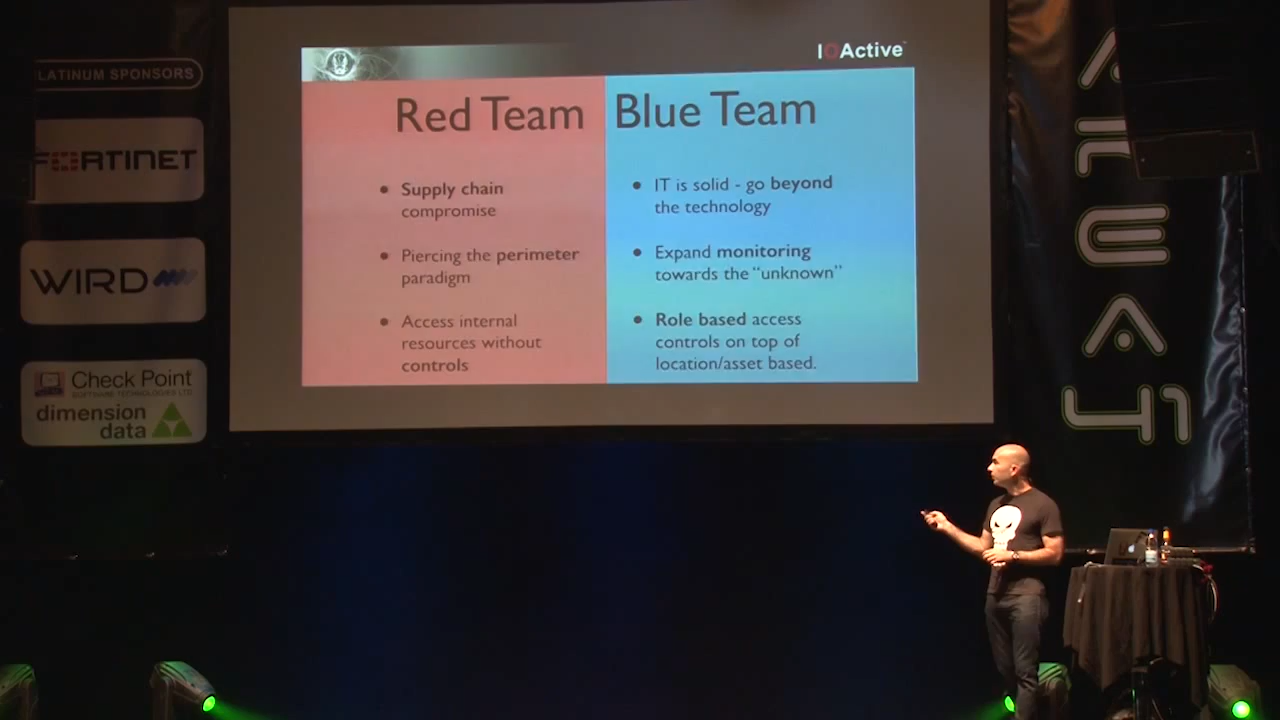 PLATINUM SPONSORS
FORTINET
WIRD
Check Point
SOFTWARE TECHNOLOGIES LTD.
dimension
data
IOActive
Red Team
• Supply chain
compromise
• Piercing the perimeter
paradigm
• Access internal
resources without
controls
Blue Team
• IT is solid - go beyond
the technology
• Expand monitoring
towards the "unknown"
• Role based access
controls on top of
location/asset based.
AREA41